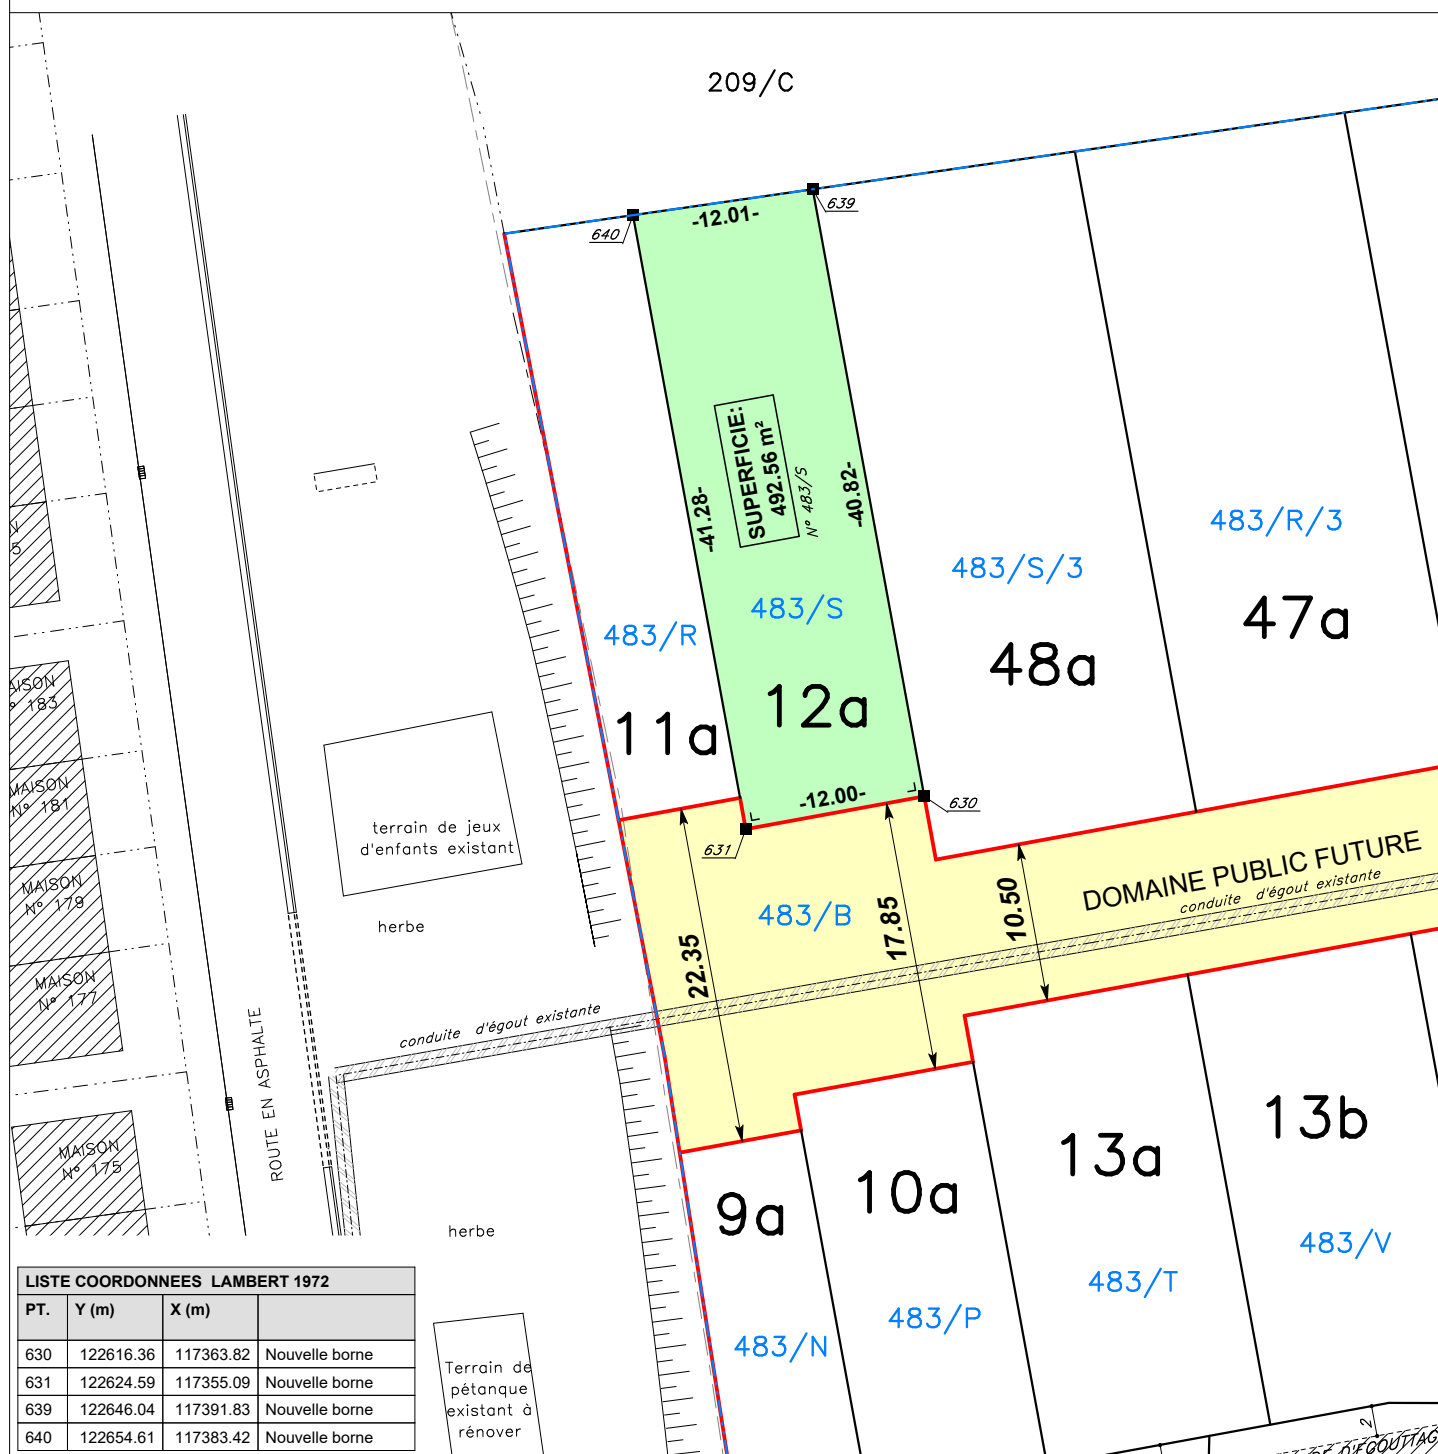 209/C
639
-12.01-
640
SUPERFICIE:
492.56 m²
N° 483/S
-41.28-
-40.82-
483/R/3
483/S/3
483/S
483/R
47a
48a
12a
11a
-12.00-
630
631
AISON
° 183
MAISON
N° 181
MAISON
N° 179
MAISON
N° 177
MAISON
N° 175
terrain de jeux
d'enfants existant
herbe
DOMAINE PUBLIC FUTURE
conduite d'égout existante
483/B
22.35
17.85
10.50
conduite d'égout existante
ROUTE EN ASPHALTE
13b
13a
10a
9a
herbe
483/V
483/T
483/P
483/N
LISTE COORDONNEES LAMBERT 1972
PT. Y (m) X (m)
630 122616.36 117363.82 Nouvelle borne
631 122624.59 117355.09 Nouvelle borne
639 122646.04 117391.83 Nouvelle borne
640 122654.61 117383.42 Nouvelle borne
Terrain de
pétanque
existant à
rénover
2